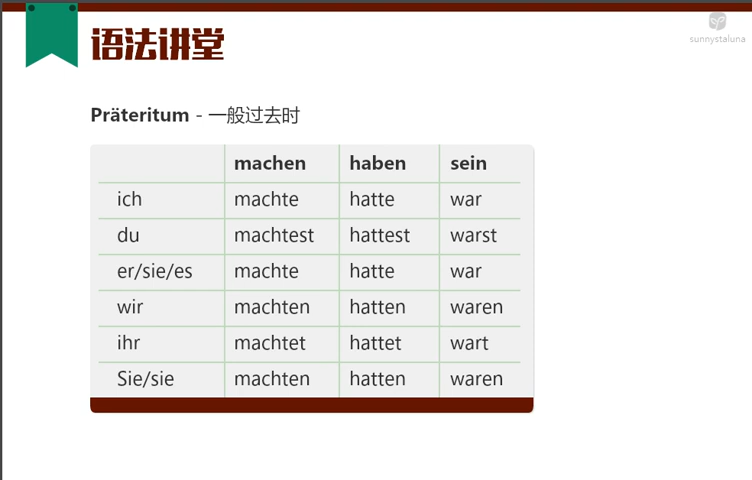 语法讲堂
sunnystaluna
Präteritum - 一般过去时
machen haben sein
ich machte hatte war
du machtest hattest warst
er/sie/es machte hatte war
wir machten hatten waren
ihr machtet hattet wart
Sie/sie machten hatten waren